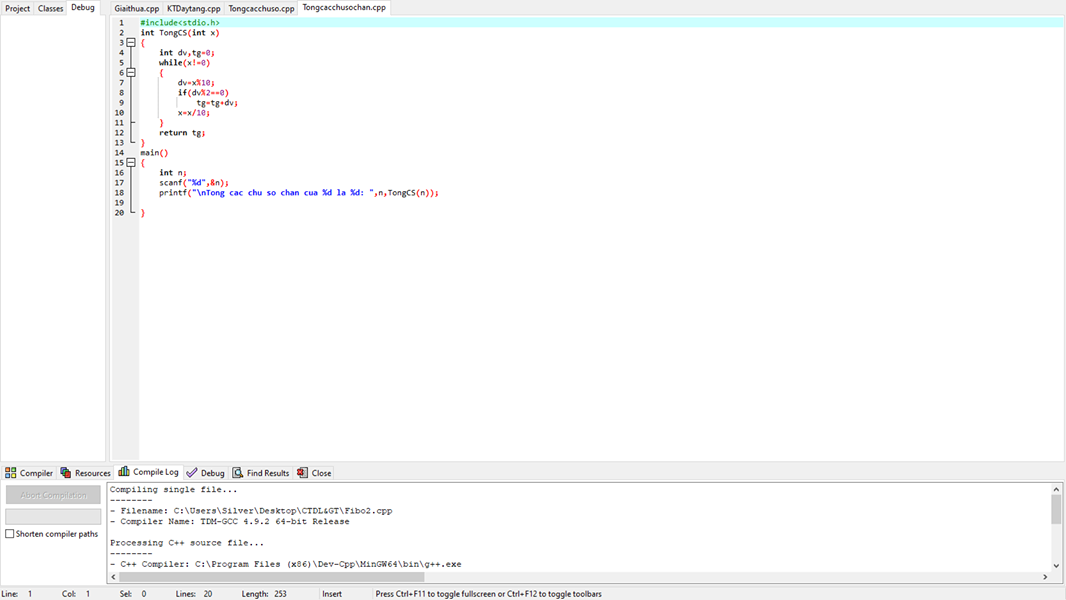 Project Classes Debug Giaithua.cpp KTDaytang.cpp Tongcacchuso.cpp Tongcacchusochan.cpp
1 #include<stdio.h>
2 int TongCS(int x)
3 {
4 int dv,tg=0;
5 while(x!=0)
6 {
7 dv=x%10;
8 if(dv%2==0)
9 tg=tg+dv;
10 x=x/10;
11 }
12 return tg;
13 }
14 main()
15 {
16 int n;
17 scanf("%d",&n);
18 printf("\nTong cac chu so chan cua %d la %d: ",n,TongCS(n));
19
20 }
Compiler Resources Compile Log Debug Find Results Close
Abort Compilation
Shorten compiler paths
Compiling single file...
--------
- Filename: C:\Users\Silver\Desktop\CTDL&GT\Fibo2.cpp
- Compiler Name: TDM-GCC 4.9.2 64-bit Release
Processing C++ source file...
--------
- C++ Compiler: C:\Program Files (x86)\Dev-Cpp\MinGW64\bin\g++.exe
Line: 1 Col: 1 Sel: 0 Lines: 20 Length: 253 Insert Press Ctrl+F11 to toggle fullscreen or Ctrl+F12 to toggle toolbars